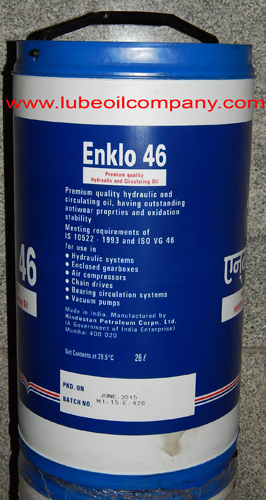 www.lubeoilcompany.com
Enklo 46
Premium quality
Hydraulic and Circulating Oil
Premium quality hydraulic and
circulating oil, having outstanding
antiwear proprties and oxidation
stability
Meeting requirements of
IS 10522 - 1993 and ISO VG 46
for use in
• Hydraulic systems
• Enclosed gearboxes
• Air compressors
• Chain drives
• Bearing circulation systems
• Vacuum pumps
Made in India. Manufactured by
Hindustan Petroleum Corpn. Ltd.
(A Government of India Enterprise)
Mumbai 400 020
Net Contents at 29.5°C 26 ℓ
PKD. ON JUNE-2015
BATCH NO. M1-15-E-426
46
एन्